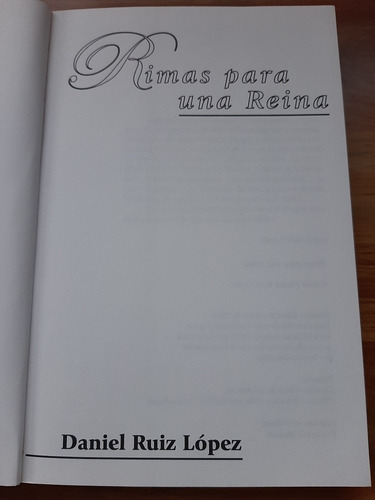 Rimas para
una Reina
Daniel Ruiz López